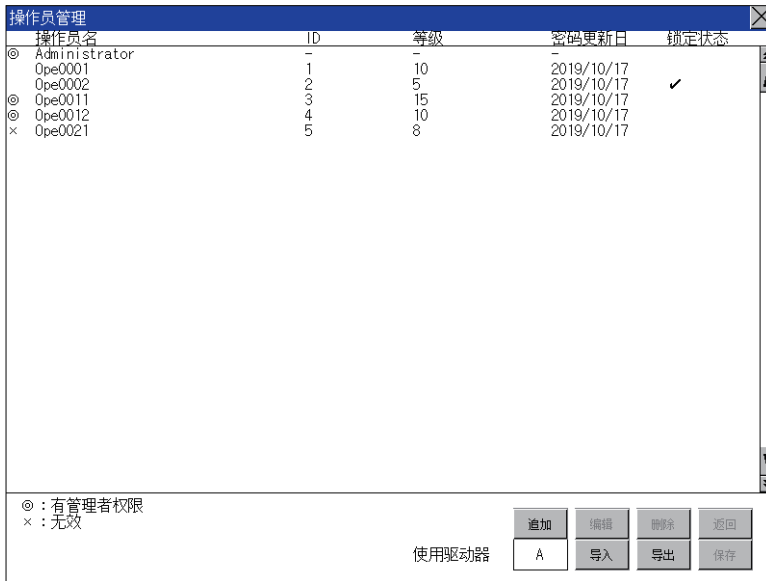 操作员管理
操作员名 ID 等级 密码更新日 锁定状态
◎ Administrator - - -
Ope0001 1 10 2019/10/17
Ope0002 2 5 2019/10/17 ✓
◎ Ope0011 3 15 2019/10/17
◎ Ope0012 4 10 2019/10/17
× Ope0021 5 8 2019/10/17
◎：有管理者权限
×：无效
追加 编辑 删除 返回
使用驱动器 A 导入 导出 保存